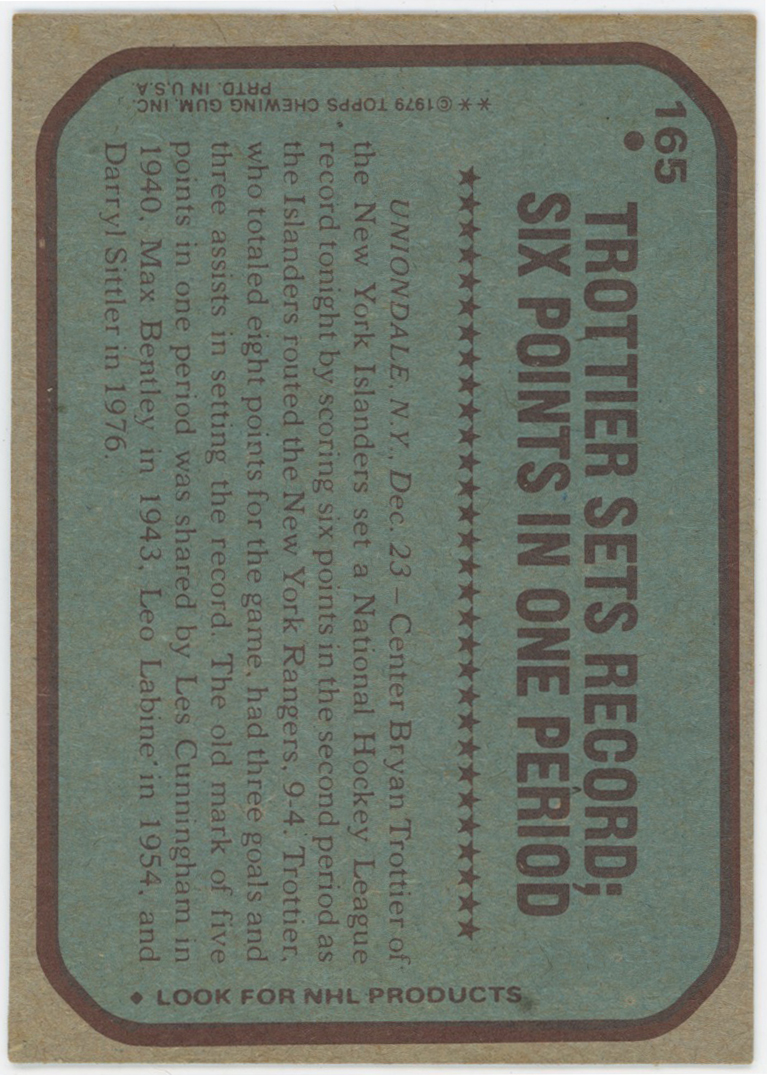 165
TROTTIER SETS RECORD;
SIX POINTS IN ONE PERIOD
★★★★★★★★★★★★★★★★★★★★★★★★★★★★★
UNIONDALE, N.Y., Dec. 23 – Center Bryan Trottier of
the New York Islanders set a National Hockey League
record tonight by scoring six points in the second period as
the Islanders routed the New York Rangers, 9-4. Trottier,
who totaled eight points for the game, had three goals and
three assists in setting the record. The old mark of five
points in one period was shared by Les Cunningham in
1940, Max Bentley in 1943, Leo Labine in 1954, and
Darryl Sittler in 1976.
** ©1979 TOPPS CHEWING GUM, INC.
PRTD. IN U.S.A.
• LOOK FOR NHL PRODUCTS